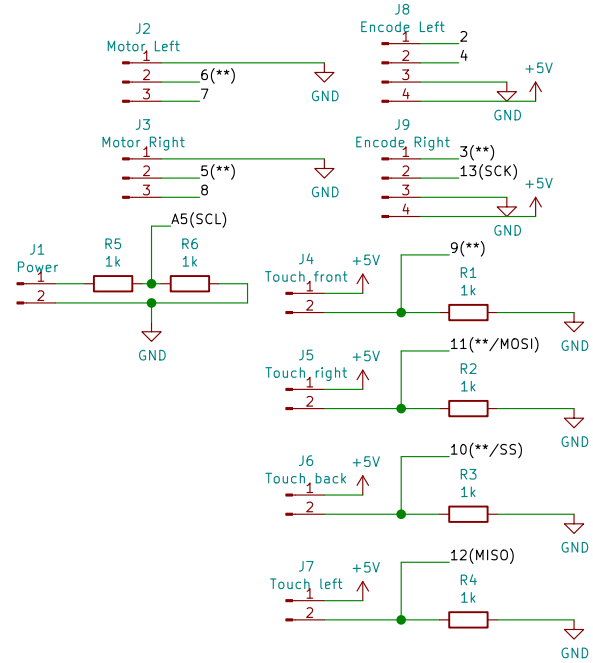 J2
Motor Left
1
2
3
6(**)
7
GND
J8
Encode Left
1
2
3
4
2
4
+5V
GND
J3
Motor Right
1
2
3
5(**)
8
GND
J9
Encode Right
1
2
3
4
3(**)
13(SCK)
+5V
GND
J1
Power
1
2
R5
1k
A5(SCL)
R6
1k
GND
J4
Touch front
1
2
+5V
9(**)
R1
1k
GND
J5
Touch right
1
2
+5V
11(**/MOSI)
R2
1k
GND
J6
Touch back
1
2
+5V
10(**/SS)
R3
1k
GND
J7
Touch left
1
2
+5V
12(MISO)
R4
1k
GND